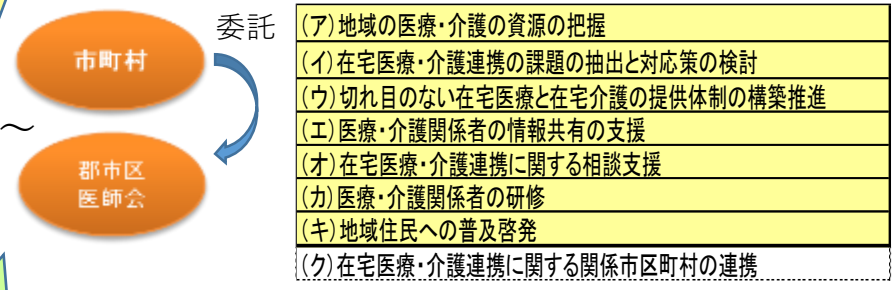 委託
市町村
～
郡市区
医師会
(ア)地域の医療・介護の資源の把握
(イ)在宅医療・介護連携の課題の抽出と対応策の検討
(ウ)切れ目のない在宅医療と在宅介護の提供体制の構築推進
(エ)医療・介護関係者の情報共有の支援
(オ)在宅医療・介護連携に関する相談支援
(カ)医療・介護関係者の研修
(キ)地域住民への普及啓発
(ク)在宅医療・介護連携に関する関係市区町村の連携